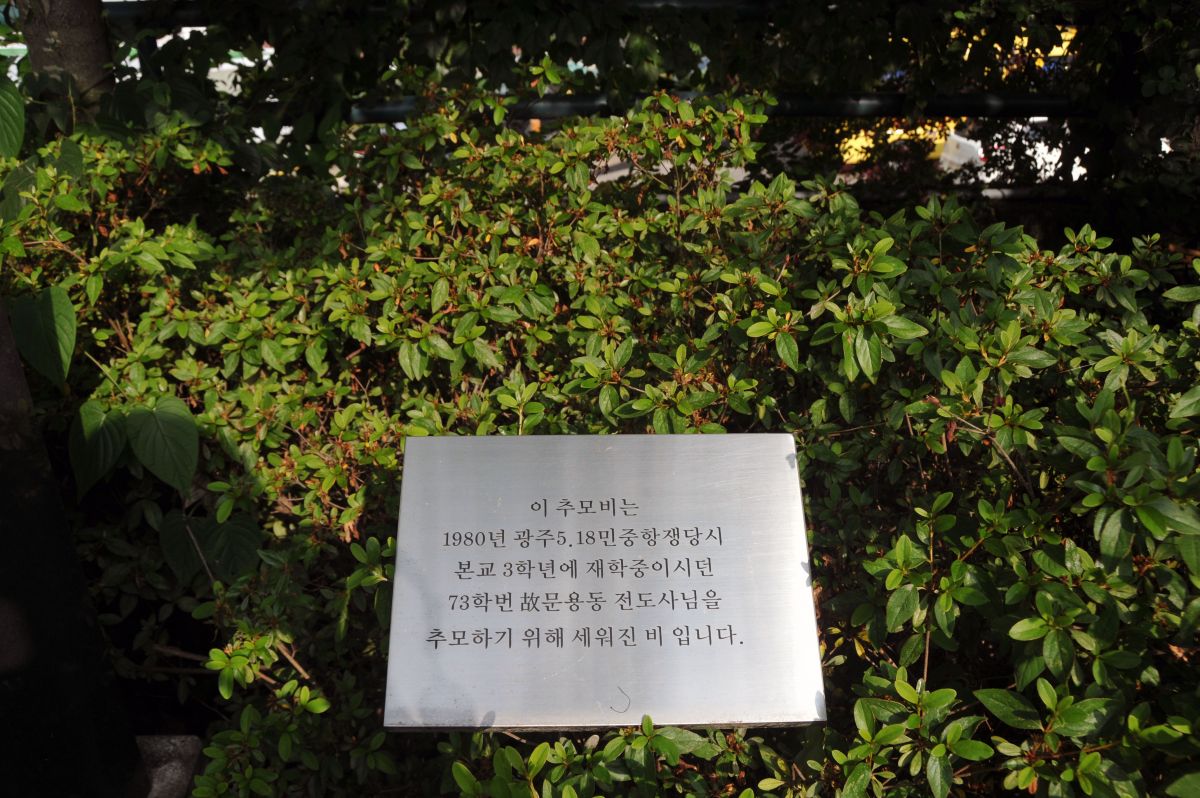 이 추모비는
1980년 광주5.18민중항쟁당시
본교 3학년에 재학중이시던
73학번 故문용동 전도사님을
추모하기 위해 세워진 비 입니다.